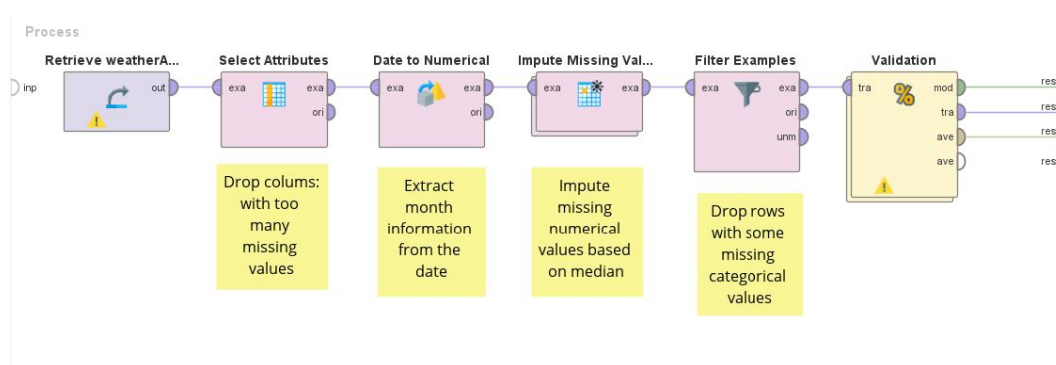 Process
Retrieve weatherA...
Select Attributes
Date to Numerical
Impute Missing Val...
Filter Examples
Validation
inp
out
exa
exa
ori
exa
exa
ori
exa
exa
exa
exa
ori
unm
tra
mod
tra
ave
ave
res
res
res
res
Drop colums:
with too
many
missing
values
Extract
month
information
from the
date
Impute
missing
numerical
values based
on median
Drop rows
with some
missing
categorical
values